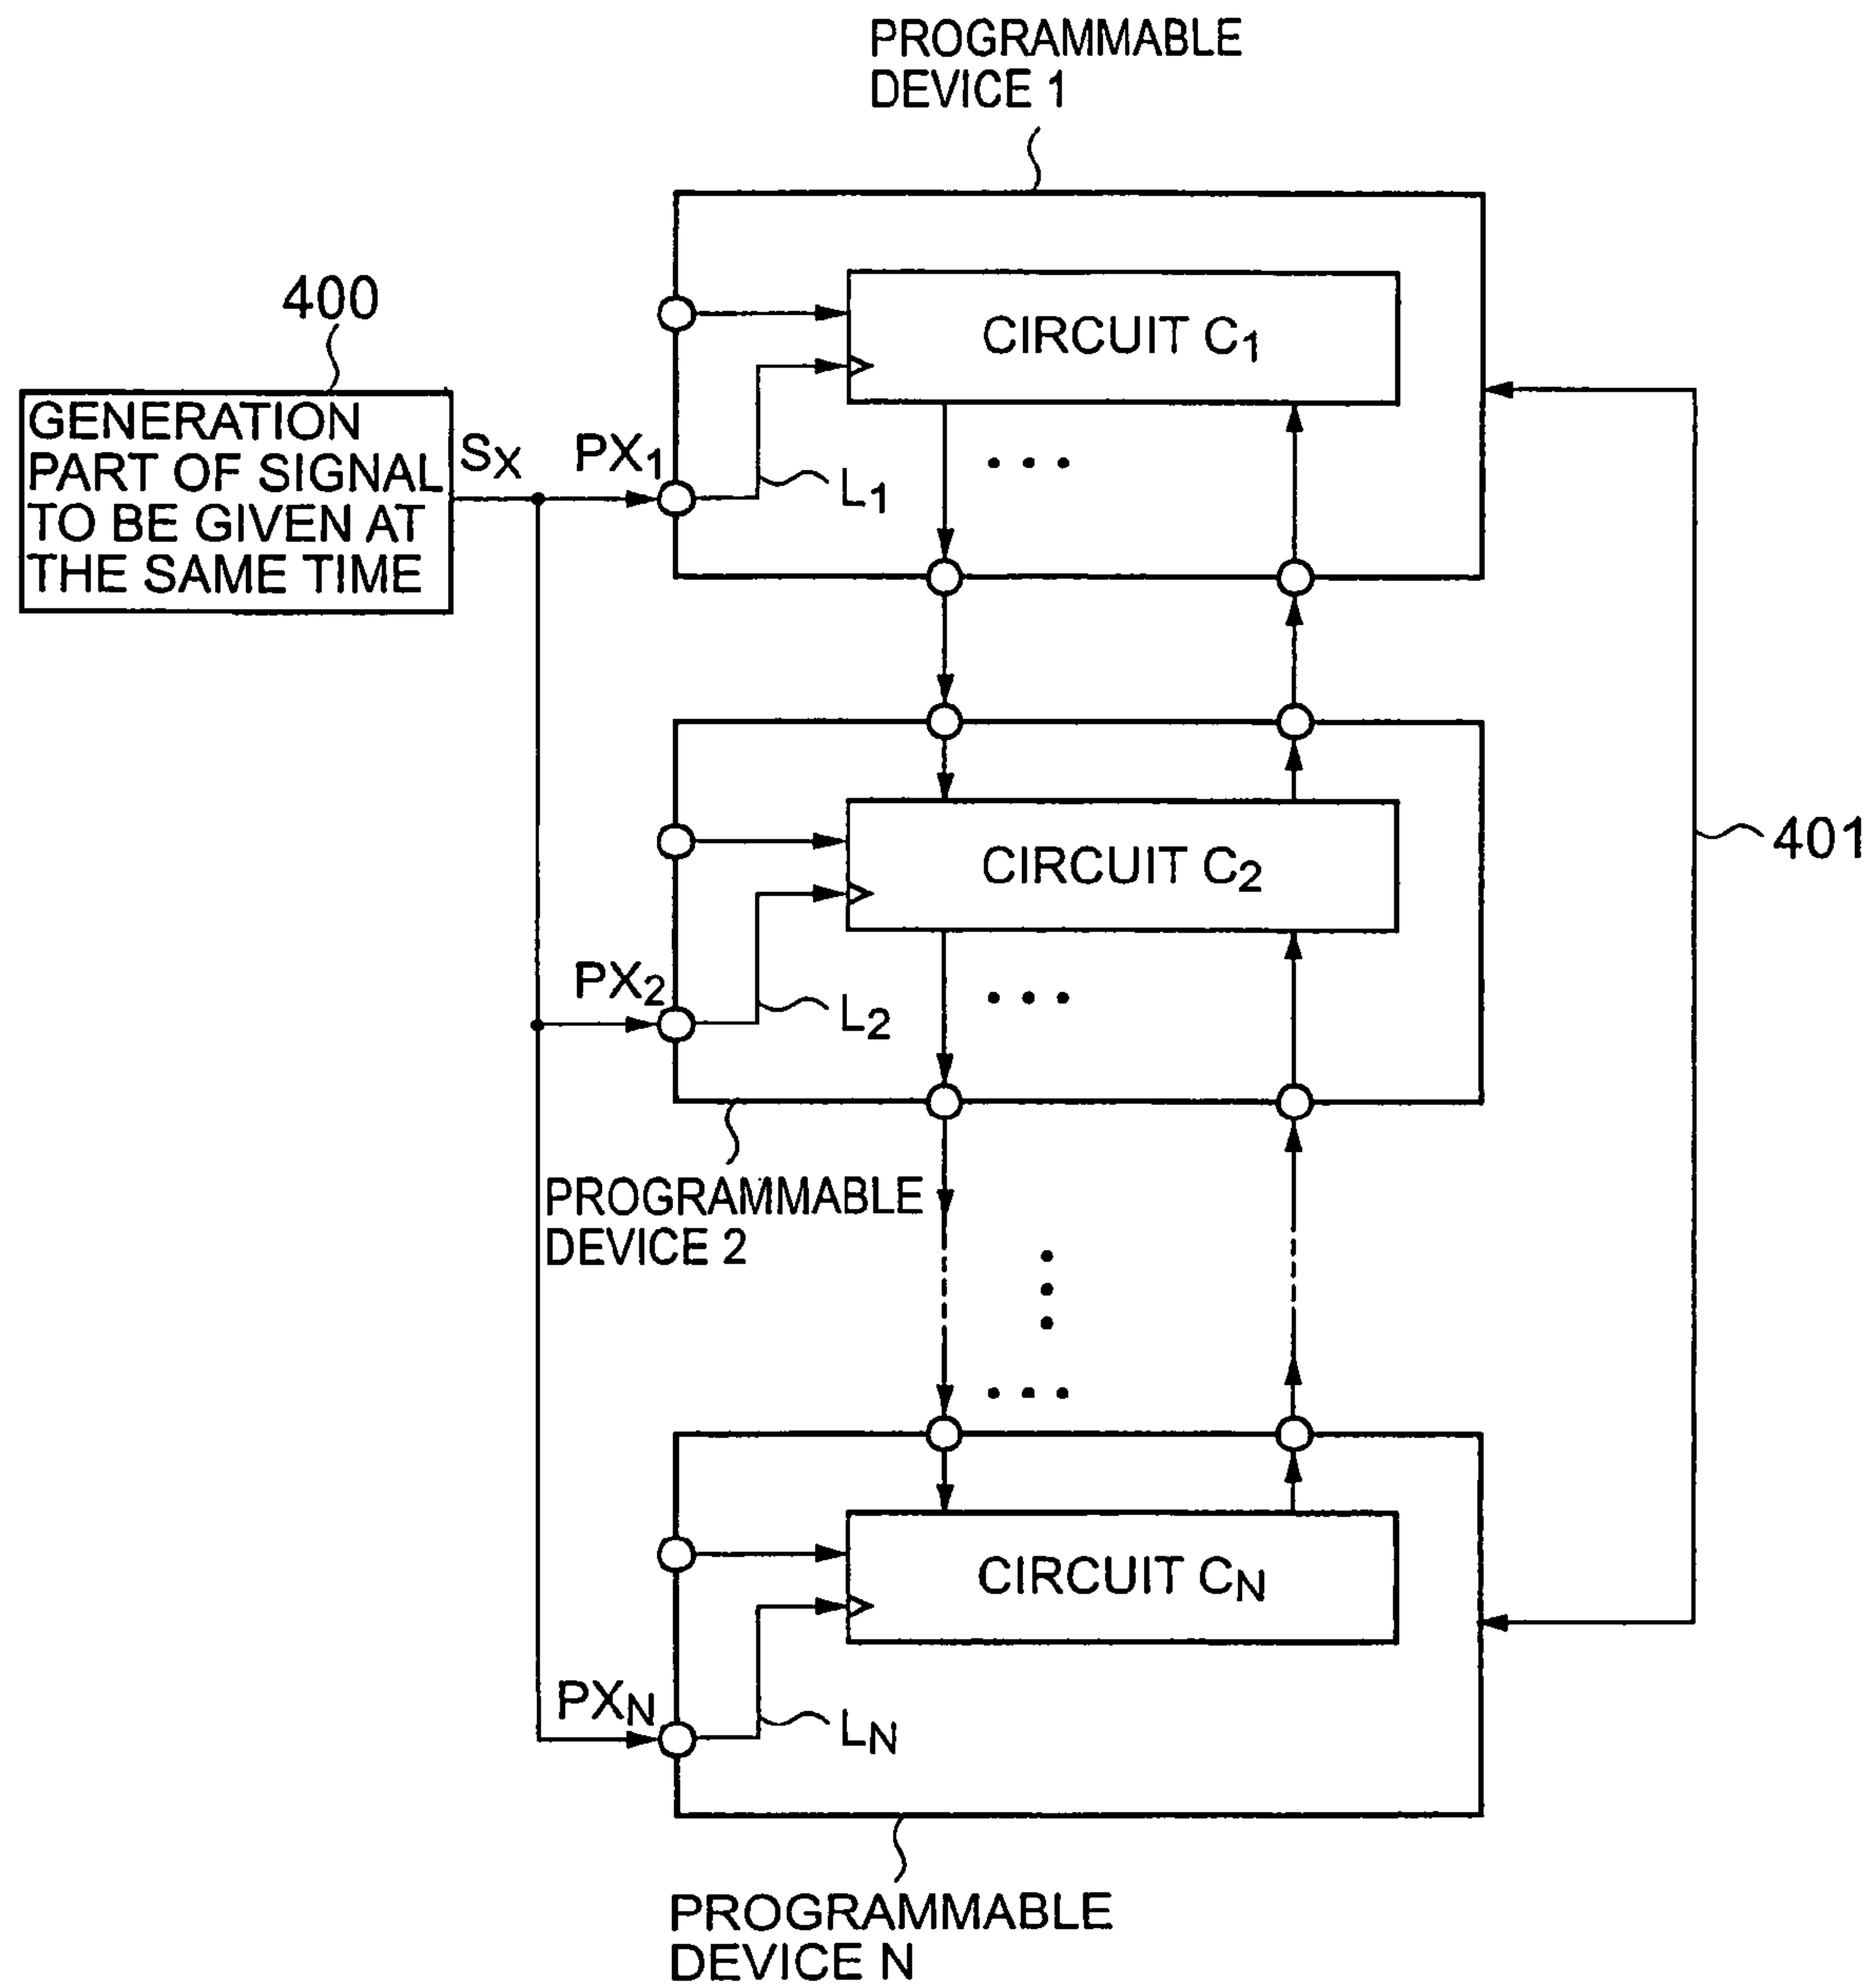 PROGRAMMABLE
DEVICE 1
400
GENERATION
PART OF SIGNAL
TO BE GIVEN AT
THE SAME TIME
SX
PX1
CIRCUIT C1
L1
CIRCUIT C2
401
PX2
L2
PROGRAMMABLE
DEVICE 2
CIRCUIT CN
PXN
LN
PROGRAMMABLE
DEVICE N